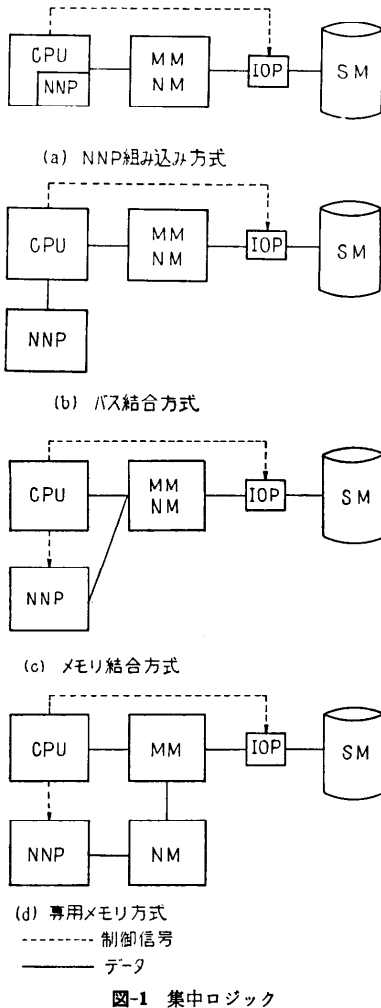 CPU
NNP
MM
NM
IOP
SM
(a) NNP組み込み方式
CPU
MM
NM
IOP
SM
NNP
(b) バス結合方式
CPU
MM
NM
IOP
SM
NNP
(c) メモリ結合方式
CPU
MM
IOP
SM
NNP
NM
(d) 専用メモリ方式
制御信号
データ
図-1 集中ロジック